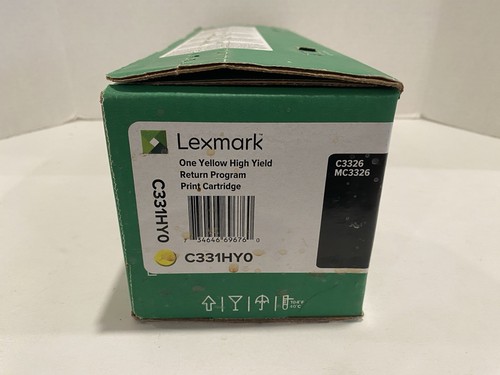 Lexmark
One Yellow High Yield
Return Program
Print Cartridge
C3326
MC3326
C331HY0
7 34646 69676 0
C331HY0